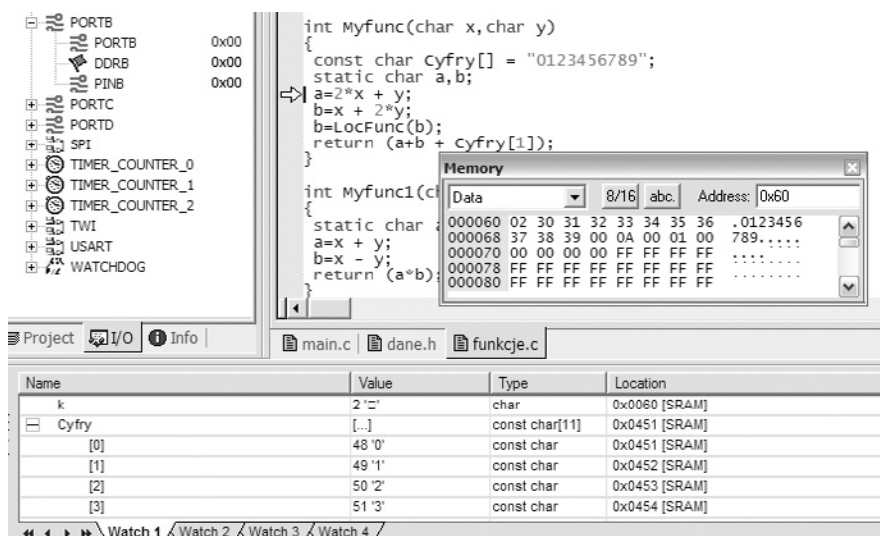 PORTB
PORTB 0x00
DDRB 0x00
PINB 0x00
PORTC
PORTD
SPI
TIMER_COUNTER_0
TIMER_COUNTER_1
TIMER_COUNTER_2
TWI
USART
WATCHDOG
Project I/O Info
int Myfunc(char x,char y)
{
const char Cyfry[] = "0123456789";
static char a,b;
a=2*x + y;
b=x + 2*y;
b=LocFunc(b);
return (a+b + Cyfry[1]);
}
int Myfunc1(c
{
static char
a=x + y;
b=x - y;
return (a*b)
}
Memory
Data 8/16 abc. Address: 0x60
000060 02 30 31 32 33 34 35 36 .0123456
000068 37 38 39 00 0A 00 01 00 789.....
000070 00 00 00 00 FF FF FF FF ........
000078 FF FF FF FF FF FF FF FF ........
000080 FF FF FF FF FF FF FF FF
main.c dane.h funkcje.c
Name Value Type Location
k 2 char 0x0060 [SRAM]
Cyfry [...] const char[11] 0x0451 [SRAM]
[0] 48 '0' const char 0x0451 [SRAM]
[1] 49 '1' const char 0x0452 [SRAM]
[2] 50 '2' const char 0x0453 [SRAM]
[3] 51 '3' const char 0x0454 [SRAM]
Watch 1 Watch 2 Watch 3 Watch 4